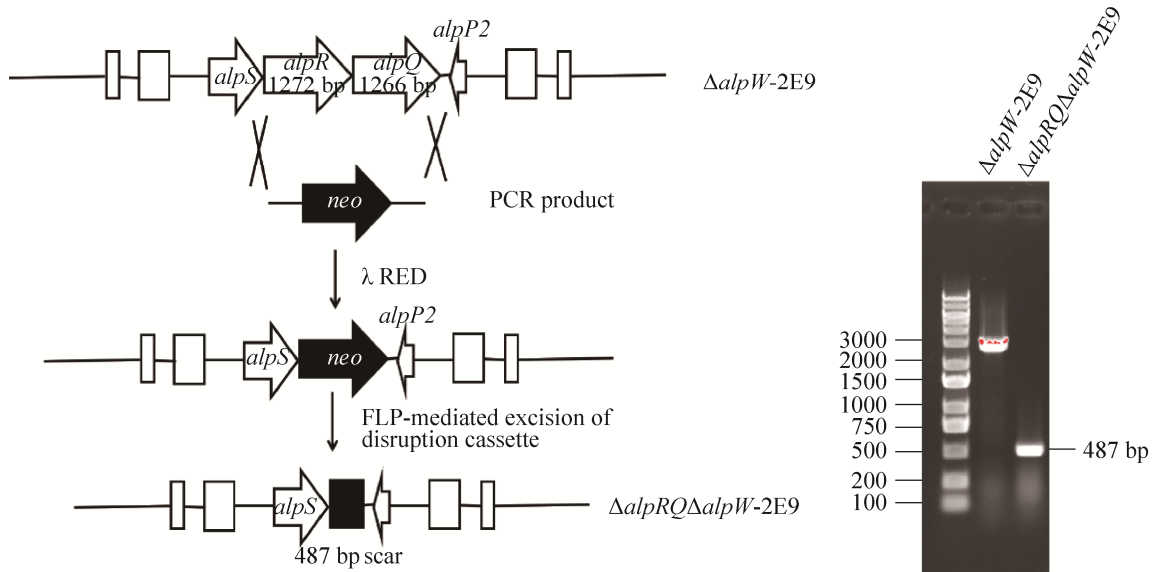 alpP2
alpS alpR alpQ
1272 bp 1266 bp
ΔalpW-2E9
neo
PCR product
λ RED
alpP2
alpS neo
FLP-mediated excision of
disruption cassette
alpS
ΔalpRQΔalpW-2E9
487 bp scar
ΔalpW-2E9
ΔalpRQΔalpW-2E9
3000
2000
1500
1000
750
500
200
100
487 bp